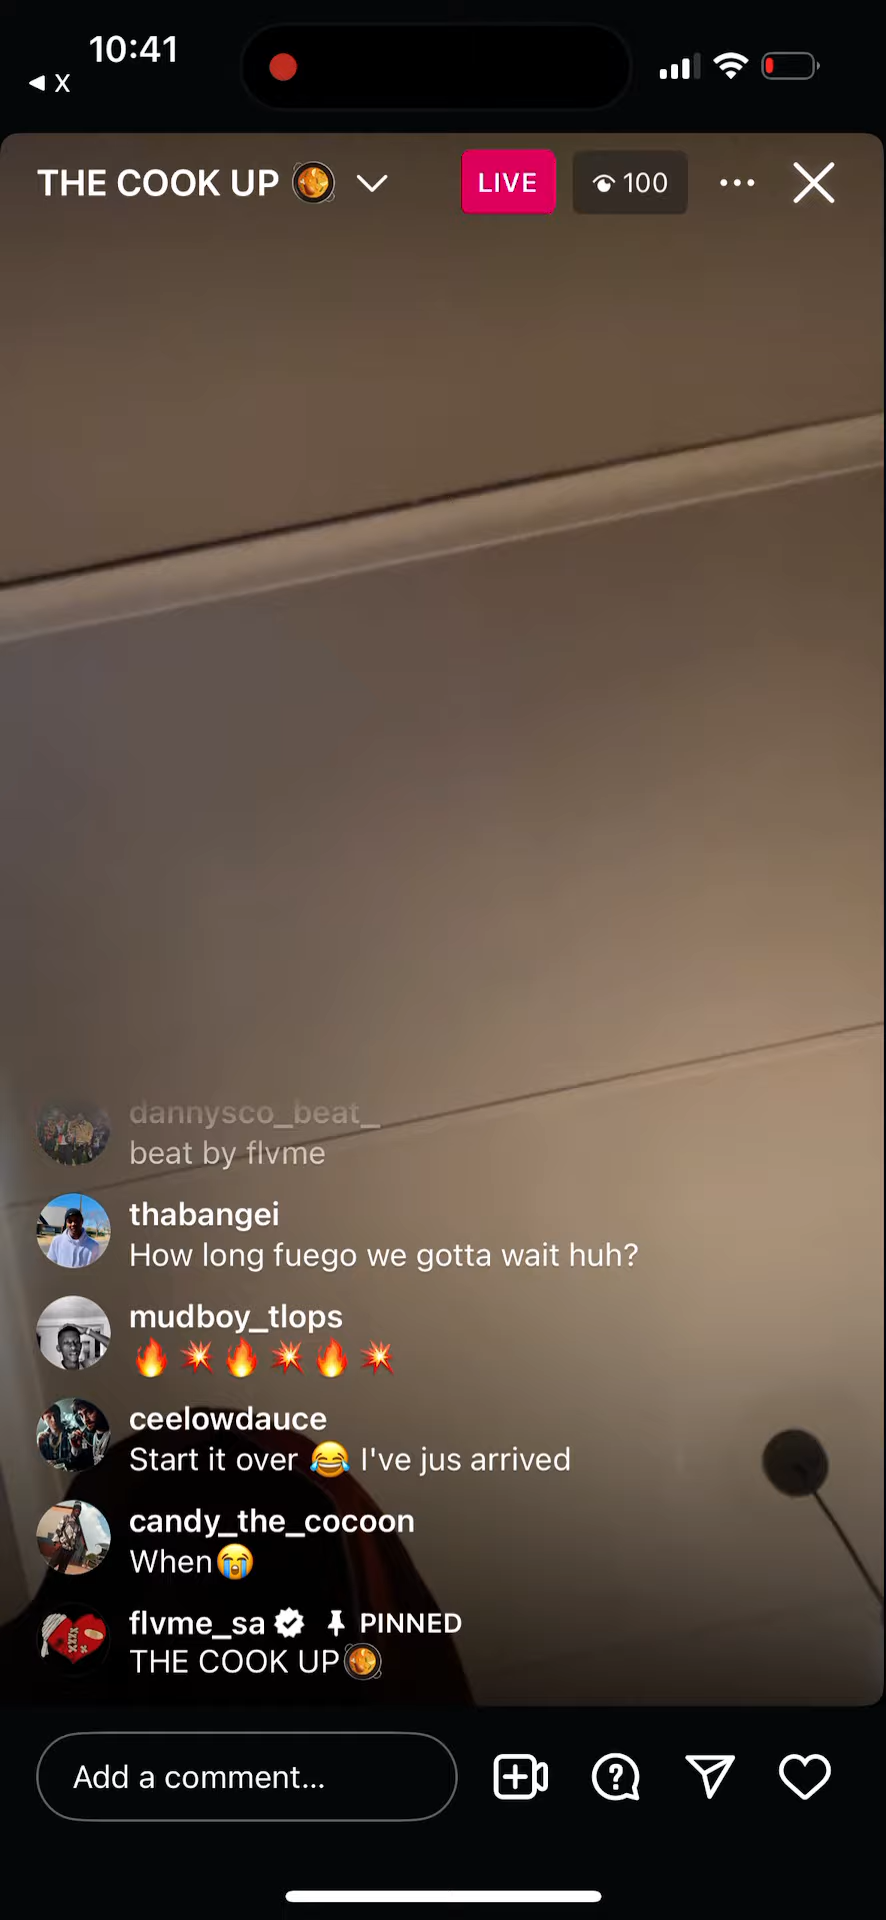 10:41
◀ X
THE COOK UP 🥘
LIVE
100
dannysco_beat_
beat by flvme
thabangei
How long fuego we gotta wait huh?
mudboy_tlops
🔥💥🔥💥🔥💥
ceelowdauce
Start it over 😂 I've jus arrived
candy_the_cocoon
When😭
flvme_sa PINNED
THE COOK UP🥘
Add a comment...